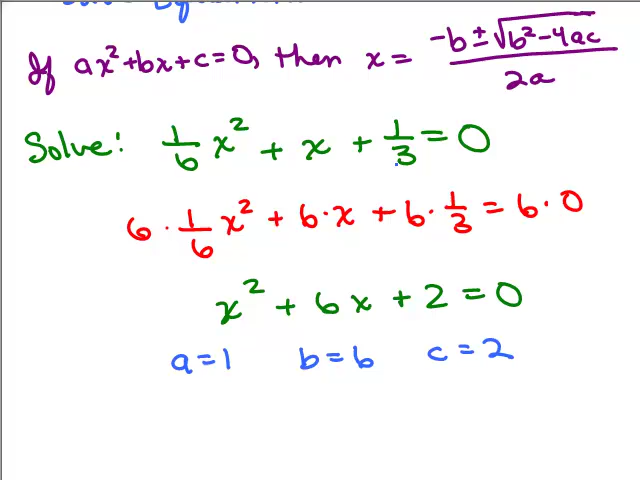 If ax²+bx+c=0, then x = (-b ± √(b²-4ac))/(2a)
Solve: 1/6 x² + x + 1/3 = 0
6 · 1/6 x² + 6 · x + 6 · 1/3 = 6 · 0
x² + 6x + 2 = 0
a=1 b=6 c=2